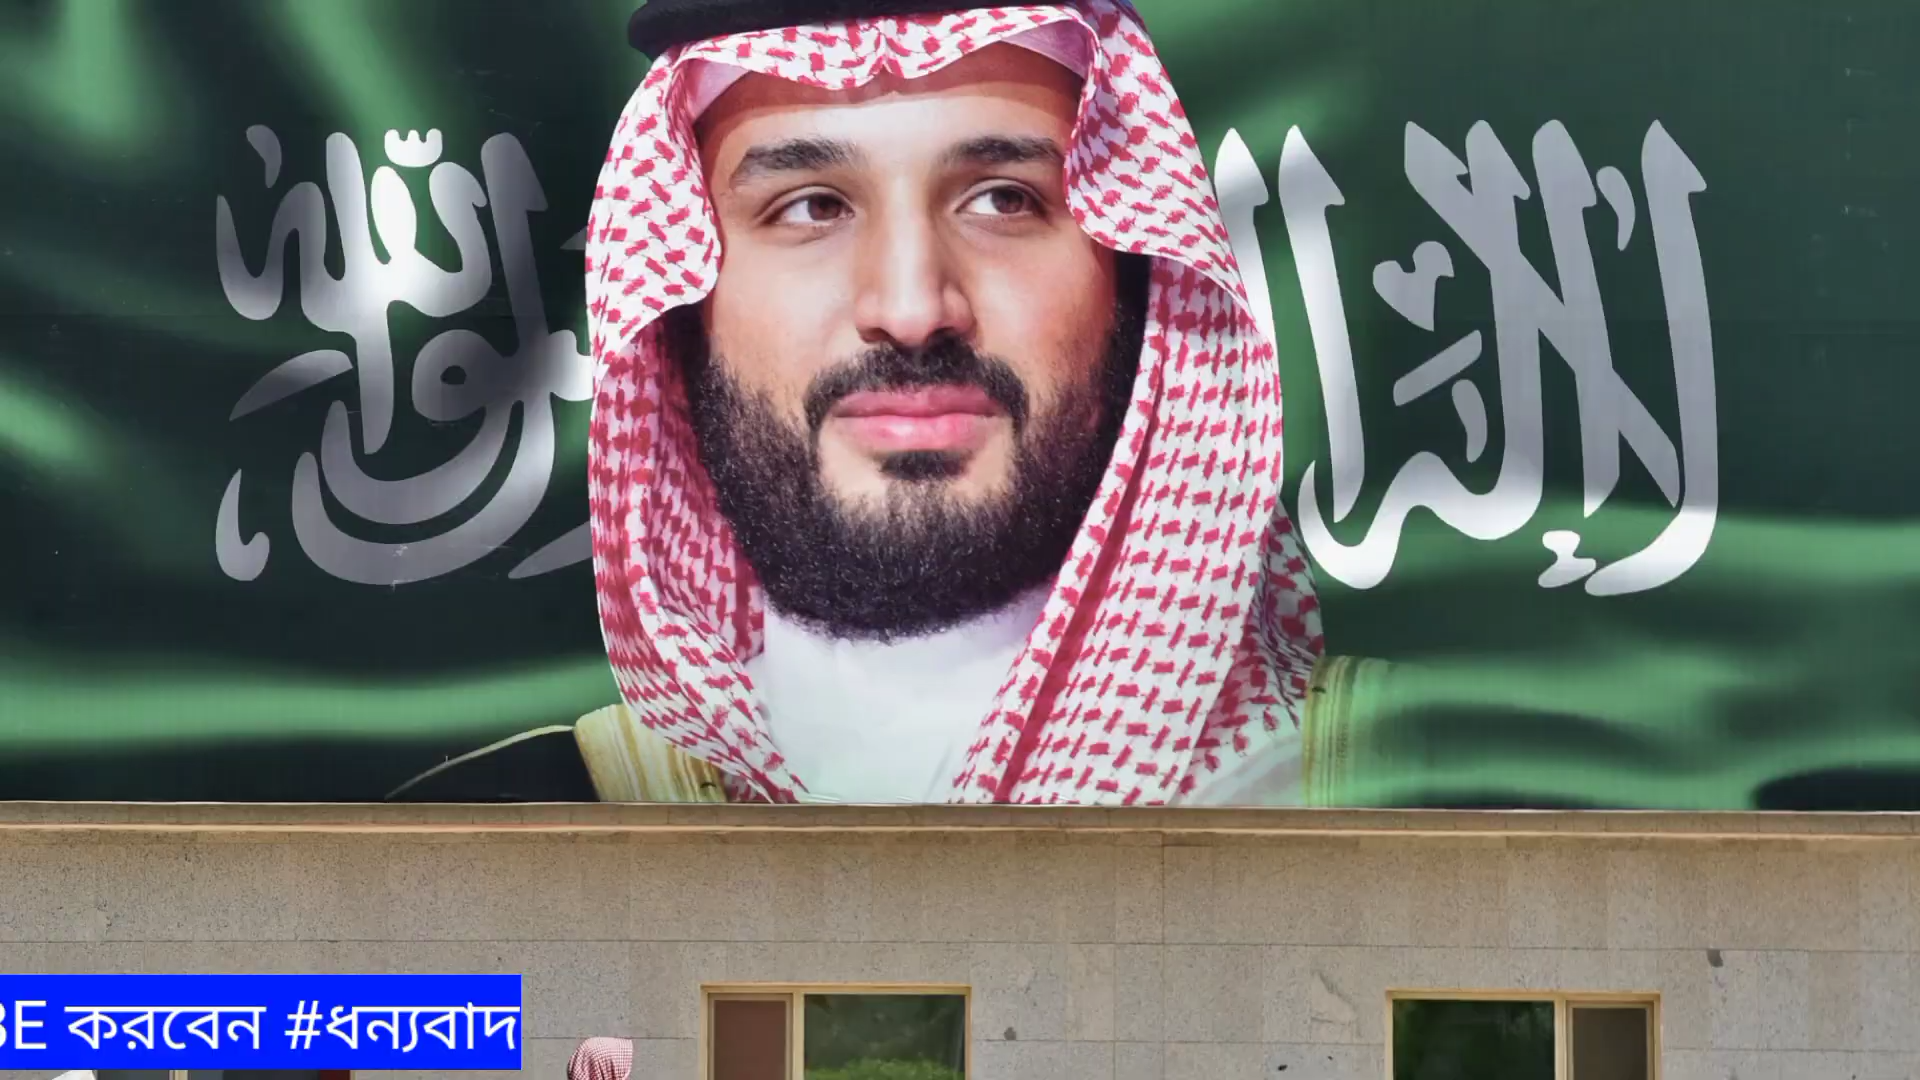 لا إله إلا رسول الله
BE করবেন #ধন্যবাদ